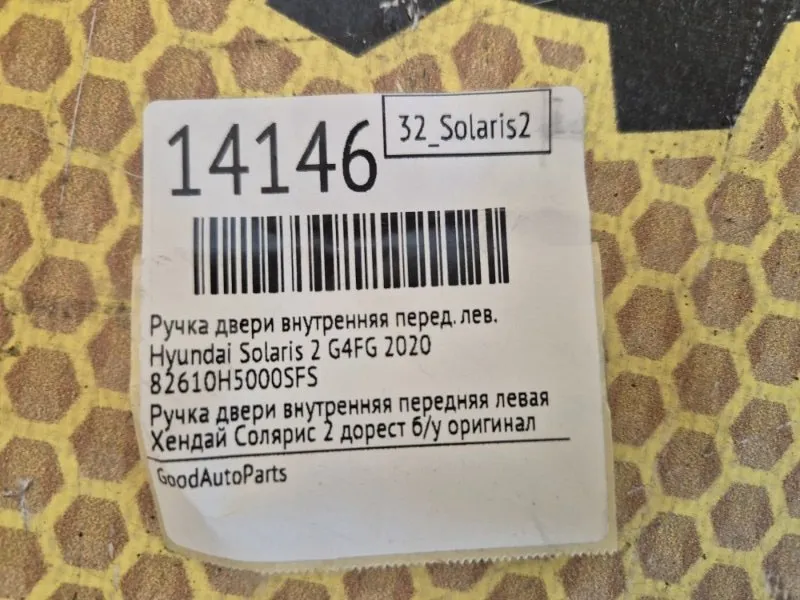 14146
32_Solaris2
Ручка двери внутренняя перед. лев.
Hyundai Solaris 2 G4FG 2020
82610H5000SFS
Ручка двери внутренняя передняя левая
Хендай Солярис 2 дорест б/у оригинал
GoodAutoParts